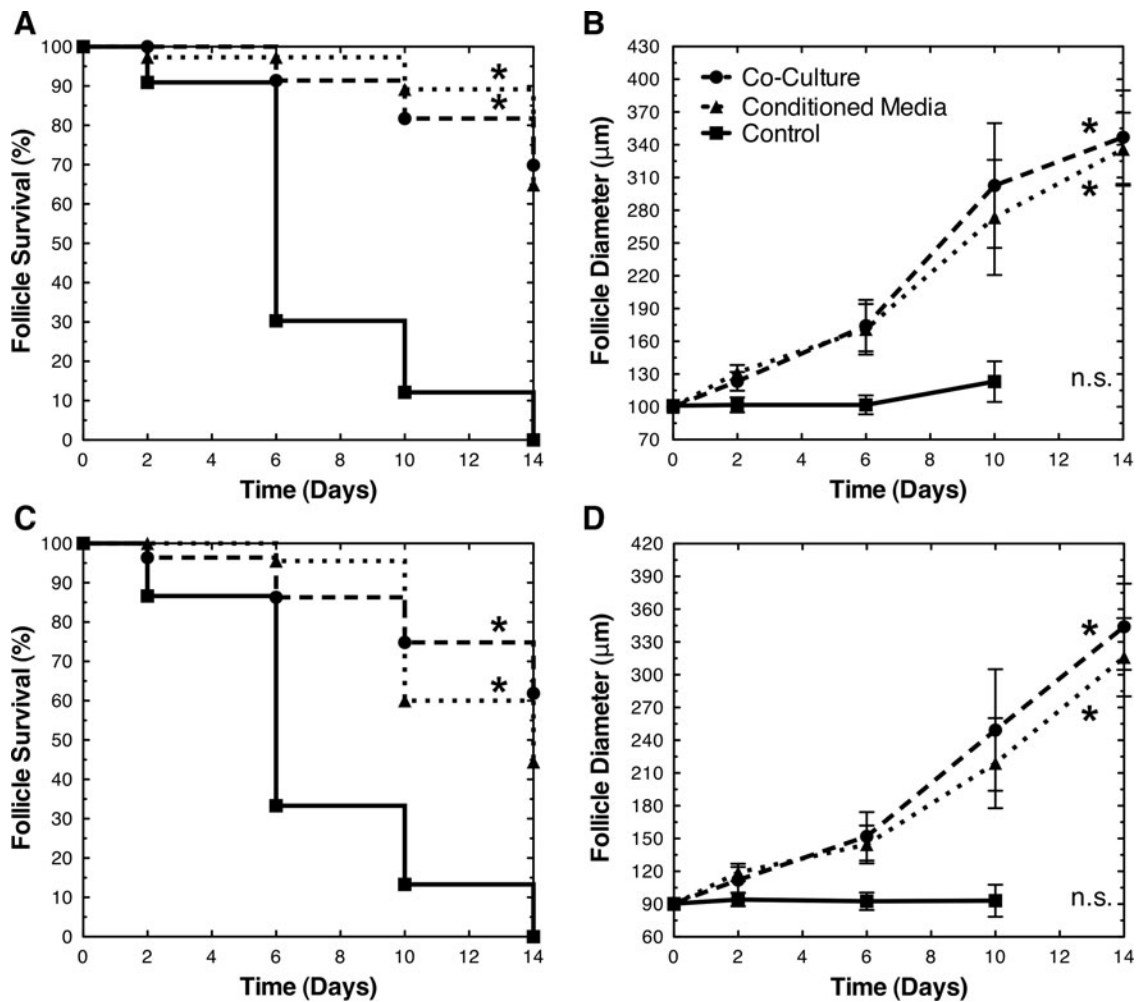 A
100
90
80
70
60
50
40
30
20
10
0
Follicle Survival (%)
0 2 4 6 8 10 12 14
Time (Days)
*
*
B
430
400
370
340
310
280
250
220
190
160
130
100
70
Follicle Diameter (µm)
0 2 4 6 8 10 12 14
Time (Days)
Co-Culture
Conditioned Media
Control
*
*
n.s.
C
100
90
80
70
60
50
40
30
20
10
0
Follicle Survival (%)
0 2 4 6 8 10 12 14
Time (Days)
*
*
D
420
390
360
330
300
270
240
210
180
150
120
90
60
Follicle Diameter (µm)
0 2 4 6 8 10 12 14
Time (Days)
*
*
n.s.